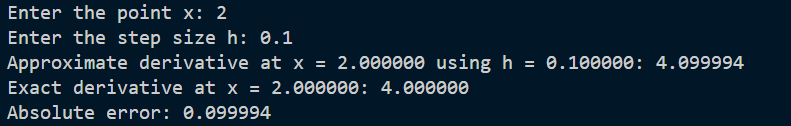 Enter the point x: 2
Enter the step size h: 0.1
Approximate derivative at x = 2.000000 using h = 0.100000: 4.099994
Exact derivative at x = 2.000000: 4.000000
Absolute error: 0.099994